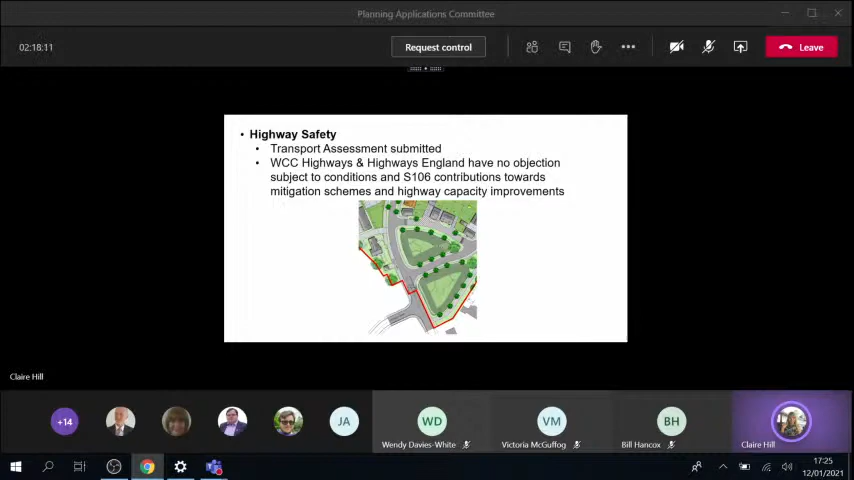 Planning Applications Committee
02:18:11
Request control
Leave
• Highway Safety
• Transport Assessment submitted
• WCC Highways & Highways England have no objection
subject to conditions and S106 contributions towards
mitigation schemes and highway capacity improvements
Claire Hill
+14
JA
WD
VM
BH
Wendy Davies-White
Victoria McGuffog
Bill Hancox
Claire Hill
17:25
12/01/2021